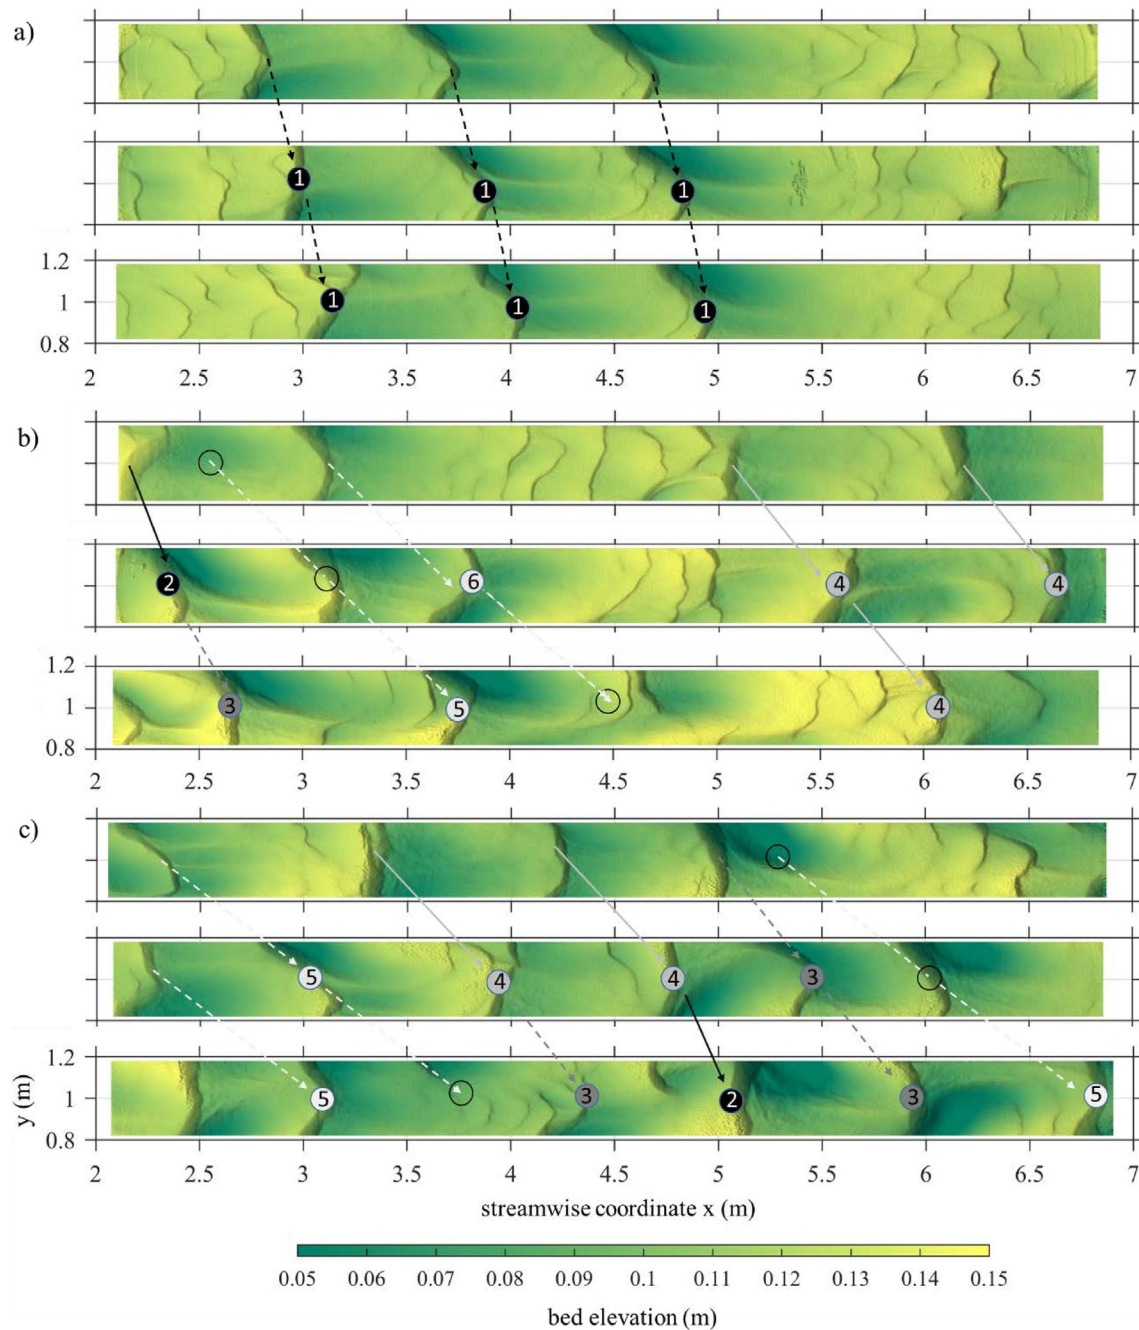 a)
1 1 1
1.2
1 1 1 1
0.8
2 2.5 3 3.5 4 4.5 5 5.5 6 6.5 7
b)
2 6 4 4
1.2
1 3 5 4
0.8
2 2.5 3 3.5 4 4.5 5 5.5 6 6.5 7
c)
5 4 4 3
1.2
1 5 3 2 3 5
0.8
y (m)
2 2.5 3 3.5 4 4.5 5 5.5 6 6.5 7
streamwise coordinate x (m)
0.05 0.06 0.07 0.08 0.09 0.1 0.11 0.12 0.13 0.14 0.15
bed elevation (m)